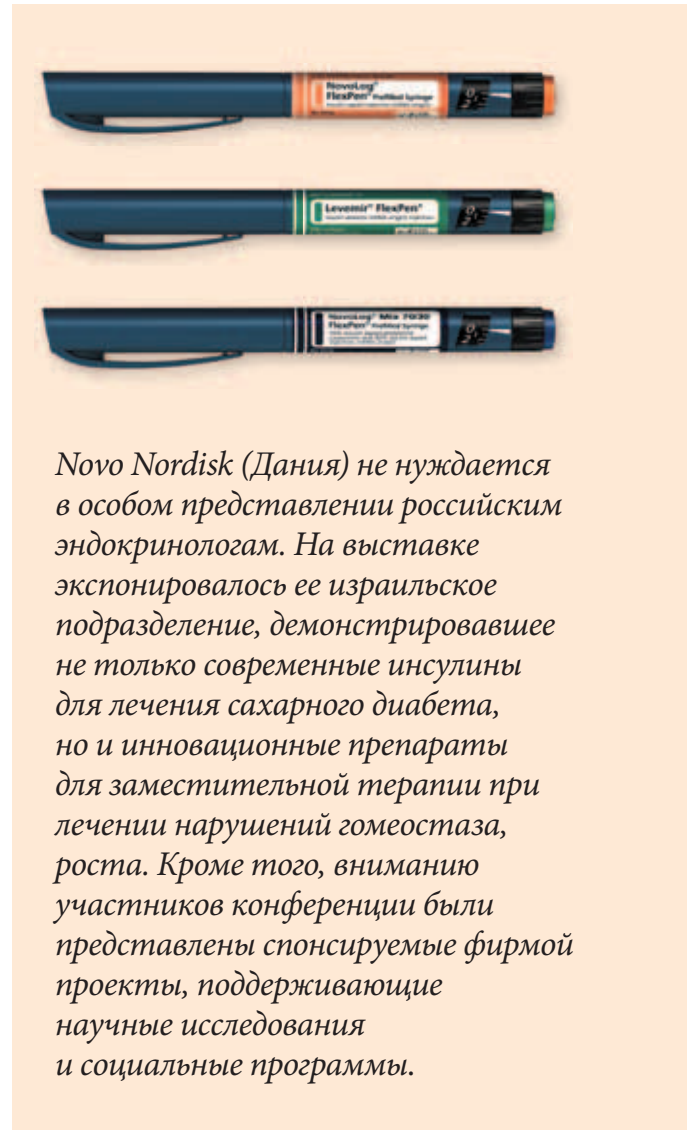 NovoLog®
FlexPen® Prefilled Syringe
Levemir® FlexPen®
NovoLog® Mix 70/30
FlexPen® Prefilled Syringe
Novo Nordisk (Дания) не нуждается
в особом представлении российским
эндокринологам. На выставке
экспонировалось ее израильское
подразделение, демонстрировавшее
не только современные инсулины
для лечения сахарного диабета,
но и инновационные препараты
для заместительной терапии при
лечении нарушений гомеостаза,
роста. Кроме того, вниманию
участников конференции были
представлены спонсируемые фирмой
проекты, поддерживающие
научные исследования
и социальные программы.